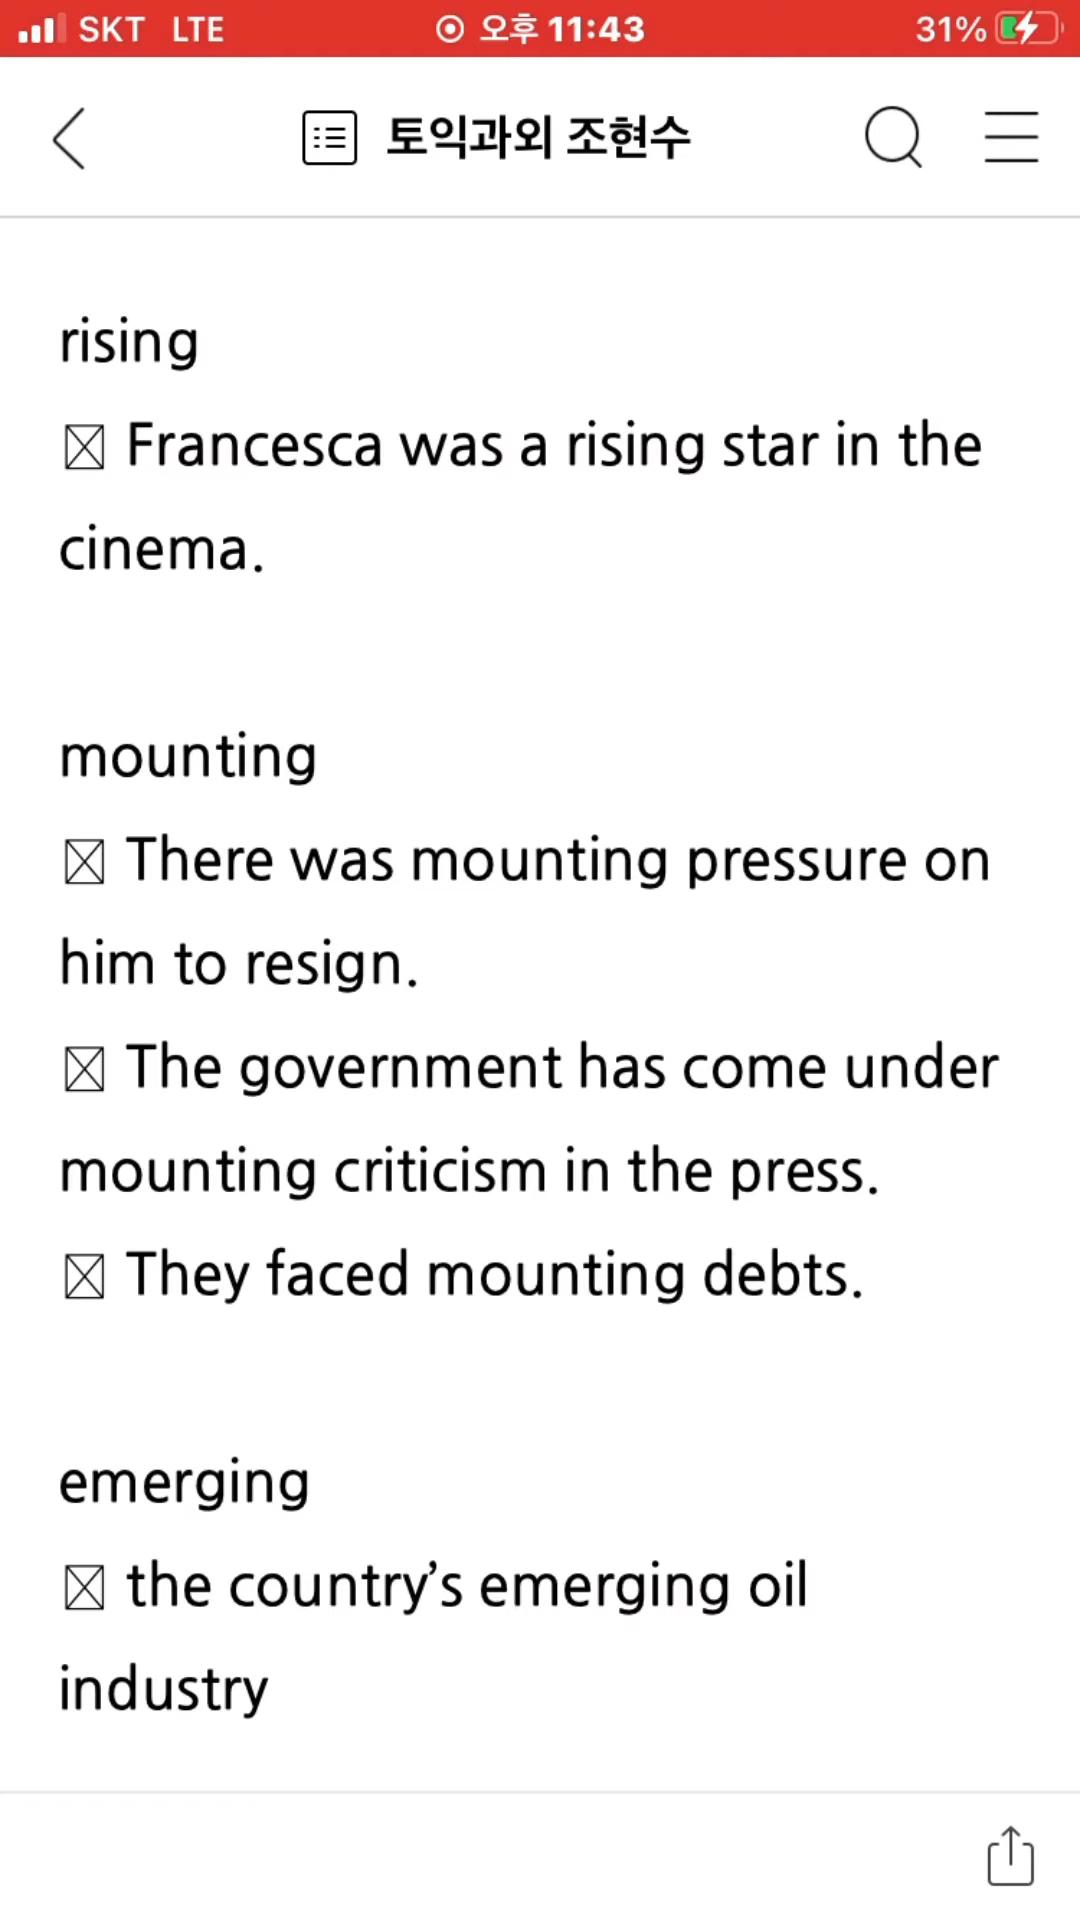 SKT LTE 오후 11:43 31%
토익과외 조현수
rising
☒ Francesca was a rising star in the
cinema.
mounting
☒ There was mounting pressure on
him to resign.
☒ The government has come under
mounting criticism in the press.
☒ They faced mounting debts.
emerging
☒ the country’s emerging oil
industry